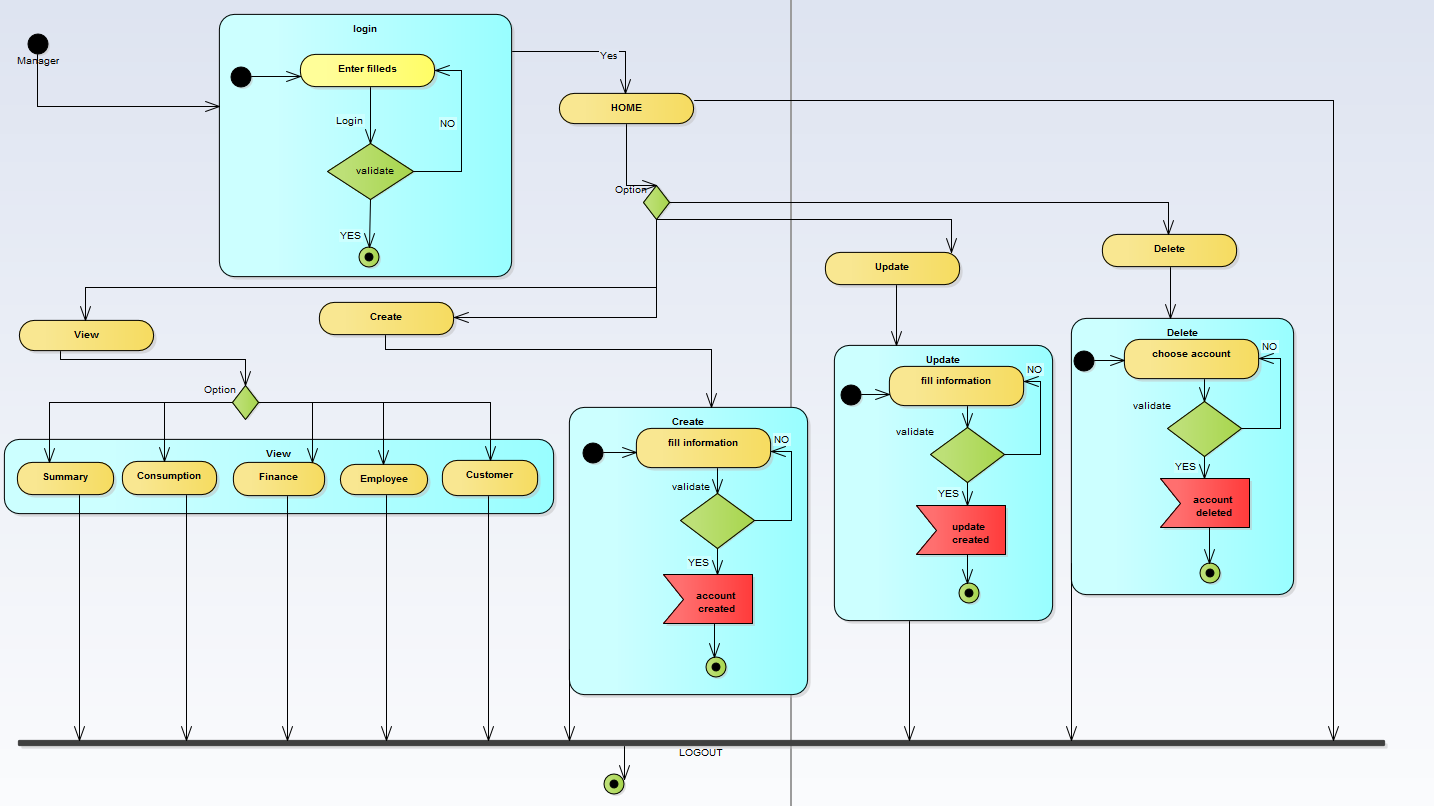 login
Manager
Enter filleds
Yes
HOME
Login
NO
validate
Option
YES
Delete
Update
View
Create
Delete
choose account
NO
Update
NO
fill information
Option
validate
Create
validate
fill information
NO
View
Summary
Consumption
Finance
Employee
Customer
YES
validate
YES
account
deleted
update
created
YES
account
created
LOGOUT